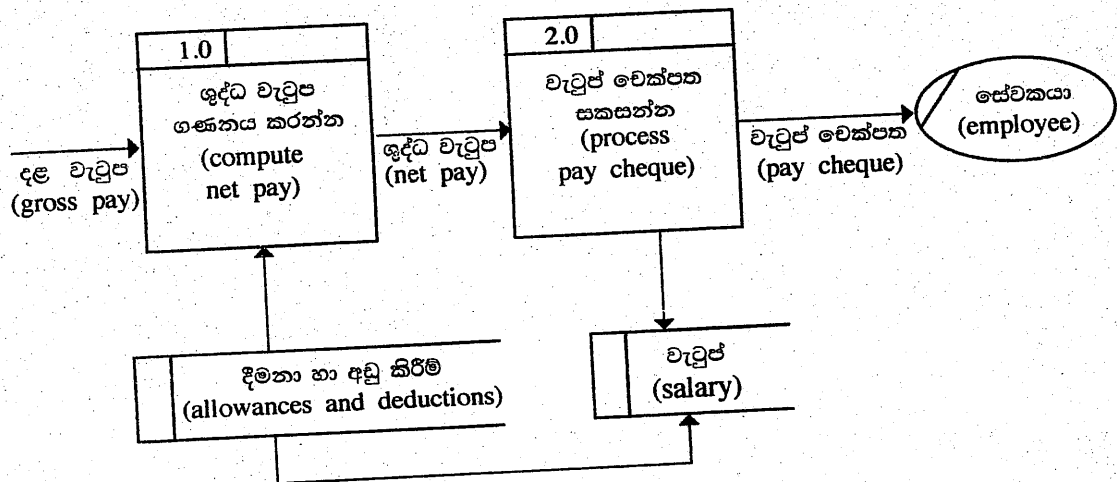 1.0
ශුද්ධ වැටුප
ගණනය කරන්න
(compute
net pay)
2.0
වැටුප් චෙක්පත
සකසන්න
(process
pay cheque)
සේවකයා
(employee)
දළ වැටුප
(gross pay)
ශුද්ධ වැටුප
(net pay)
වැටුප් චෙක්පත
(pay cheque)
දීමනා හා අඩු කිරීම්
(allowances and deductions)
වැටුප්
(salary)